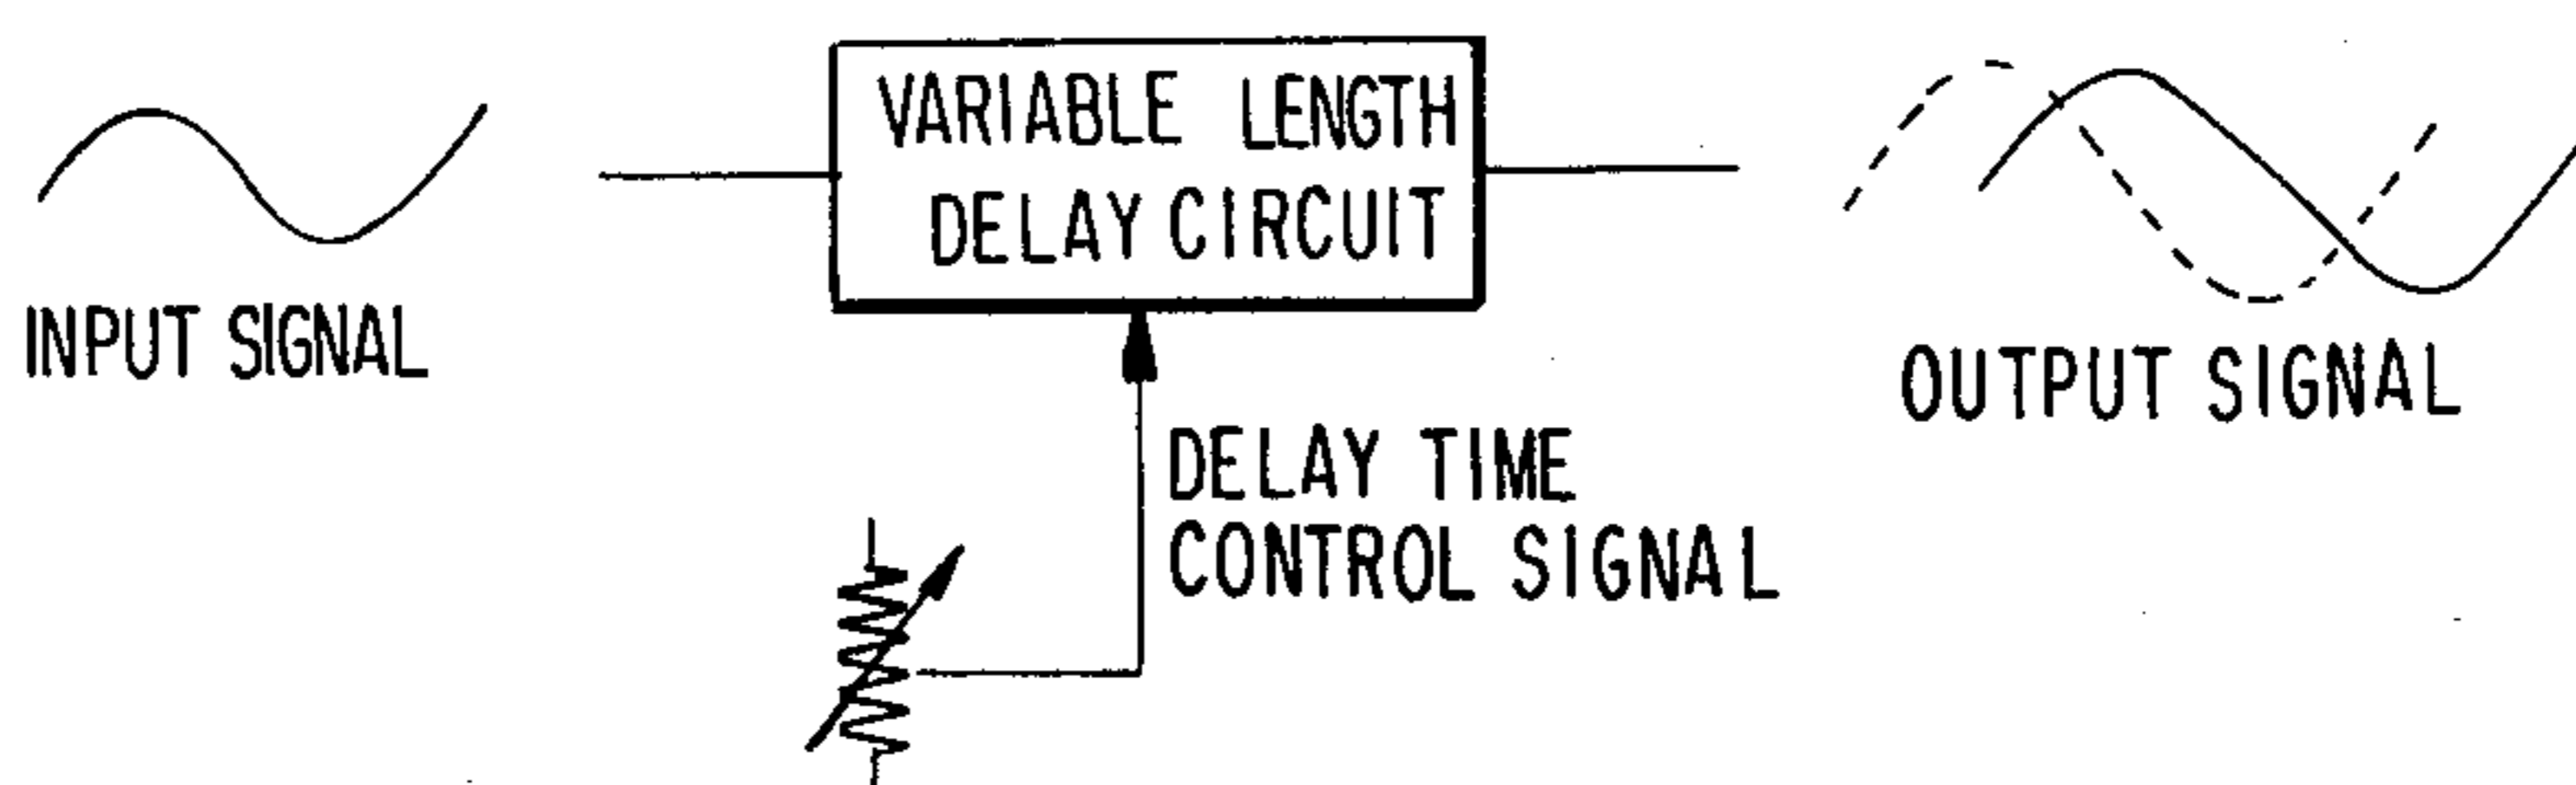 VARIABLE LENGTH
DELAY CIRCUIT
INPUT SIGNAL
OUTPUT SIGNAL
DELAY TIME
CONTROL SIGNAL